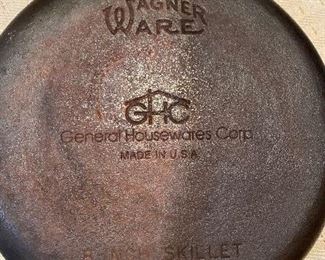 WAGNER
WARE
GHC
General Housewares Corp
MADE IN U.S.A
SKILLET